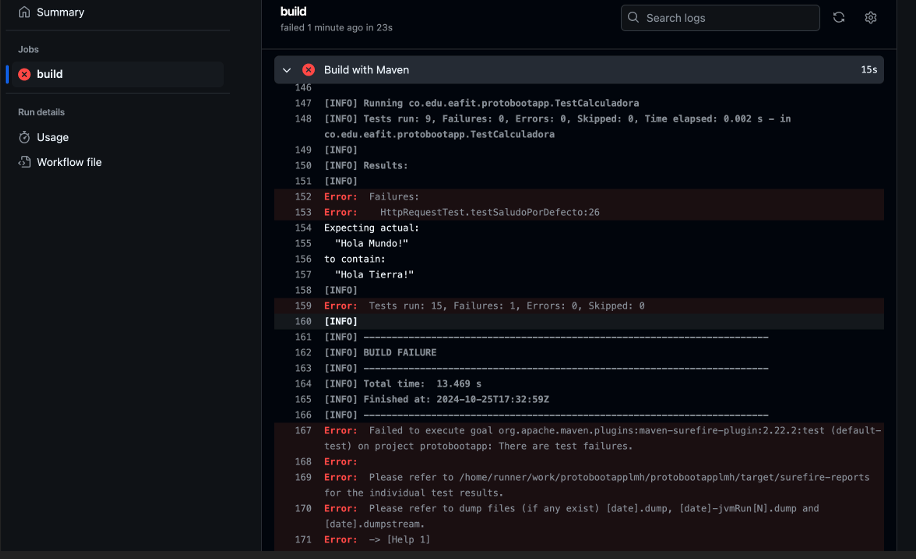 Summary
Jobs
build
Run details
Usage
Workflow file
build
failed 1 minute ago in 23s
Search logs
Build with Maven 15s
146
147 [INFO] Running co.edu.eafit.protobootapp.TestCalculadora
148 [INFO] Tests run: 9, Failures: 0, Errors: 0, Skipped: 0, Time elapsed: 0.002 s - in
co.edu.eafit.protobootapp.TestCalculadora
149 [INFO]
150 [INFO] Results:
151 [INFO]
152 Error:  Failures:
153 Error:    HttpRequestTest.testSaludoPorDefecto:26
154 Expecting actual:
155   "Hola Mundo!"
156 to contain:
157   "Hola Tierra!"
158 [INFO]
159 Error:  Tests run: 15, Failures: 1, Errors: 0, Skipped: 0
160 [INFO]
161 [INFO] ------------------------------------------------------------------------
162 [INFO] BUILD FAILURE
163 [INFO] ------------------------------------------------------------------------
164 [INFO] Total time:  13.469 s
165 [INFO] Finished at: 2024-10-25T17:32:59Z
166 [INFO] ------------------------------------------------------------------------
167 Error:  Failed to execute goal org.apache.maven.plugins:maven-surefire-plugin:2.22.2:test (default-
test) on project protobootapp: There are test failures.
168 Error:
169 Error:  Please refer to /home/runner/work/protobootapplmh/protobootapplmh/target/surefire-reports
for the individual test results.
170 Error:  Please refer to dump files (if any exist) [date].dump, [date]-jvmRun[N].dump and
[date].dumpstream.
171 Error:  -> [Help 1]